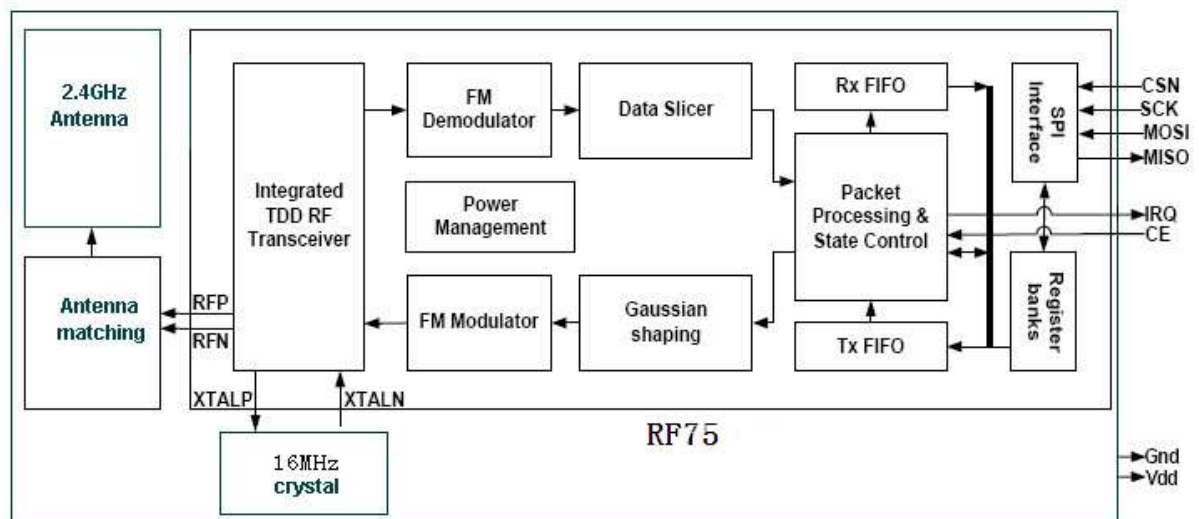 2.4GHz
Antenna
Antenna
matching
RFP
RFN
XTALP
XTALN
16MHz
crystal
Integrated
TDD RF
Transceiver
FM
Demodulator
Data Slicer
Power
Management
FM Modulator
Gaussian
shaping
Rx FIFO
Packet
Processing &
State Control
Tx FIFO
SPI
Interface
Register
banks
CSN
SCK
MOSI
MISO
IRQ
CE
RF75
Gnd
Vdd